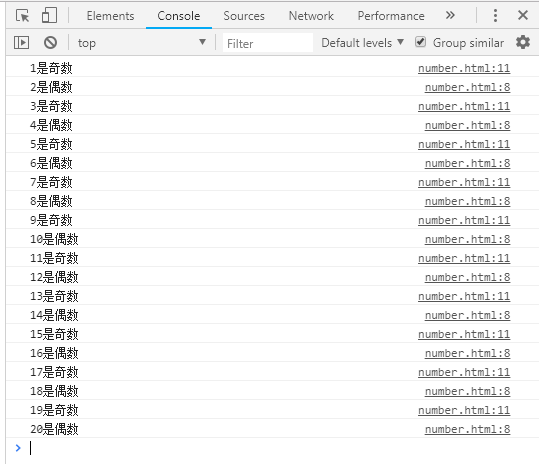 Elements Console Sources Network Performance »
top Filter Default levels Group similar
1是奇数 number.html:11
2是偶数 number.html:8
3是奇数 number.html:11
4是偶数 number.html:8
5是奇数 number.html:11
6是偶数 number.html:8
7是奇数 number.html:11
8是偶数 number.html:8
9是奇数 number.html:11
10是偶数 number.html:8
11是奇数 number.html:11
12是偶数 number.html:8
13是奇数 number.html:11
14是偶数 number.html:8
15是奇数 number.html:11
16是偶数 number.html:8
17是奇数 number.html:11
18是偶数 number.html:8
19是奇数 number.html:11
20是偶数 number.html:8